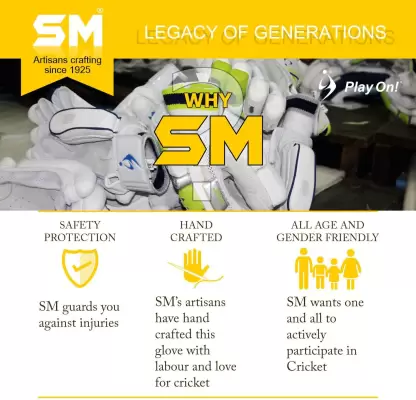 SM®
Artisans crafting
since 1925
LEGACY OF GENERATIONS
WHY
SM
Play On!
SAFETY
PROTECTION
SM guards you
against injuries
HAND
CRAFTED
SM's artisans
have hand
crafted this
glove with
labour and love
for cricket
ALL AGE AND
GENDER FRIENDLY
SM wants one
and all to
actively
participate in
Cricket